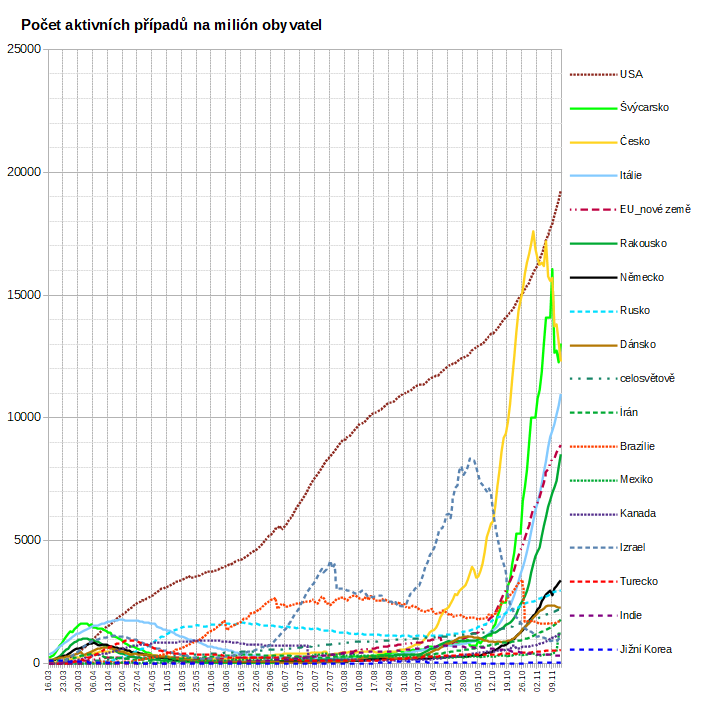 Počet aktivních případů na milión obyvatel
25000
20000
15000
10000
5000
0
16.03
23.03
30.03
06.04
13.04
20.04
27.04
04.05
11.05
18.05
25.05
01.06
08.06
15.06
22.06
29.06
06.07
13.07
20.07
27.07
03.08
10.08
17.08
24.08
31.08
07.09
14.09
21.09
28.09
05.10
12.10
19.10
26.10
02.11
09.11
USA
Švýcarsko
Česko
Itálie
EU_nové země
Rakousko
Německo
Rusko
Dánsko
celosvětově
Írán
Brazílie
Mexiko
Kanada
Izrael
Turecko
Indie
Jižní Korea